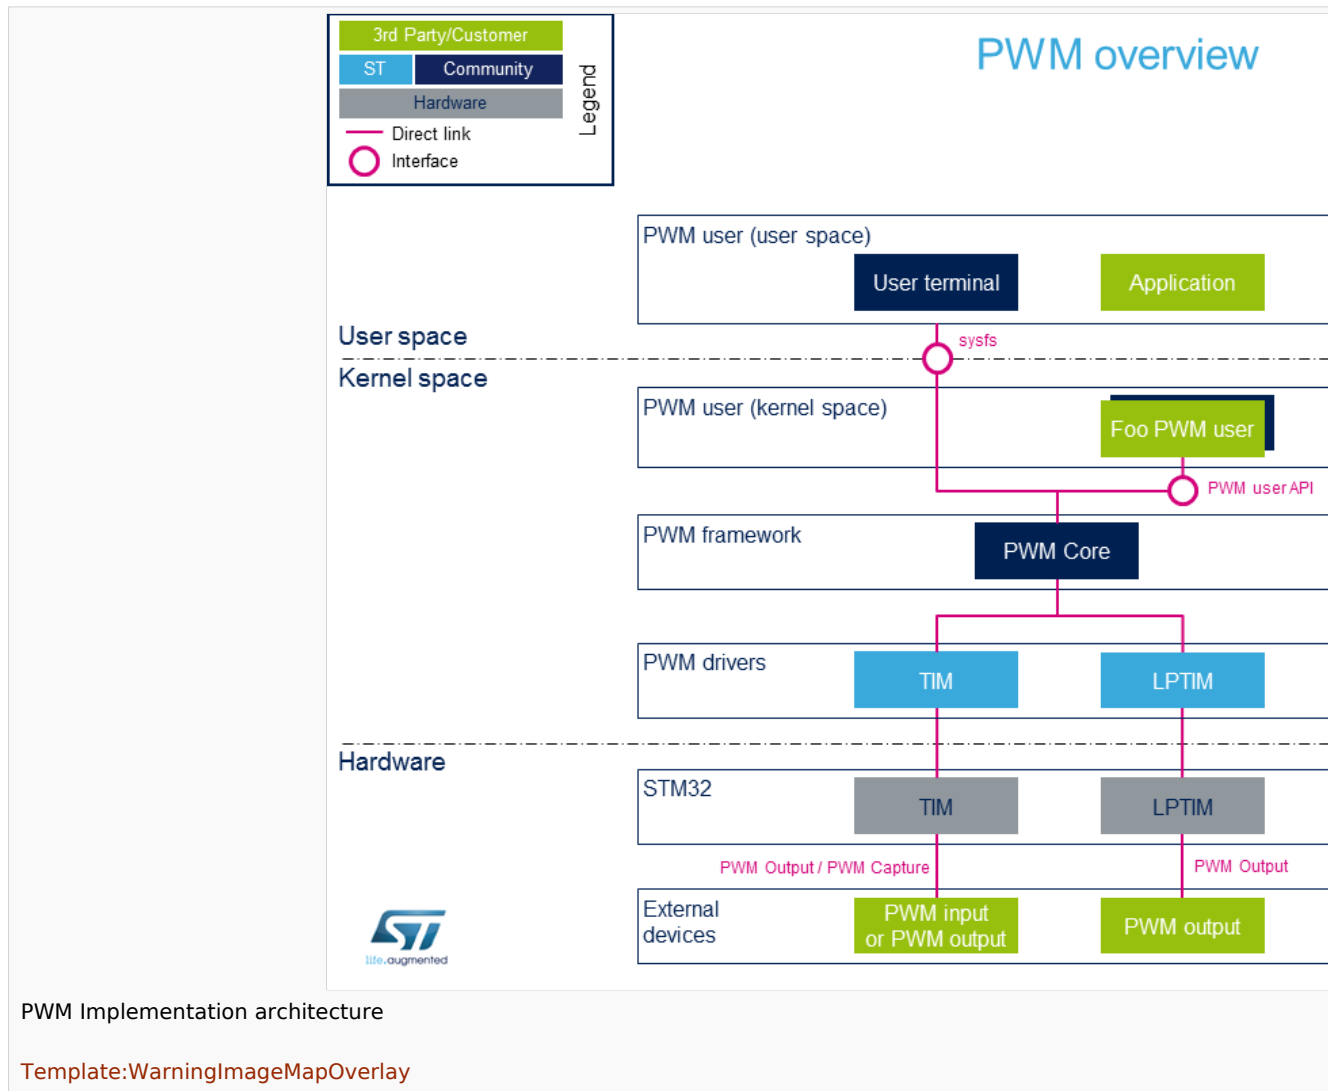 3rd Party/Customer
ST
Community
Hardware
Direct link
Interface
Legend
PWM overview
PWM user (user space)
User terminal
Application
User space
sysfs
Kernel space
PWM user (kernel space)
Foo PWM user
PWM user API
PWM framework
PWM Core
PWM drivers
TIM
LPTIM
Hardware
STM32
TIM
LPTIM
PWM Output / PWM Capture
PWM Output
External
devices
PWM input
or PWM output
PWM output
ST
life.augmented
PWM Implementation architecture
Template:WarningImageMapOverlay